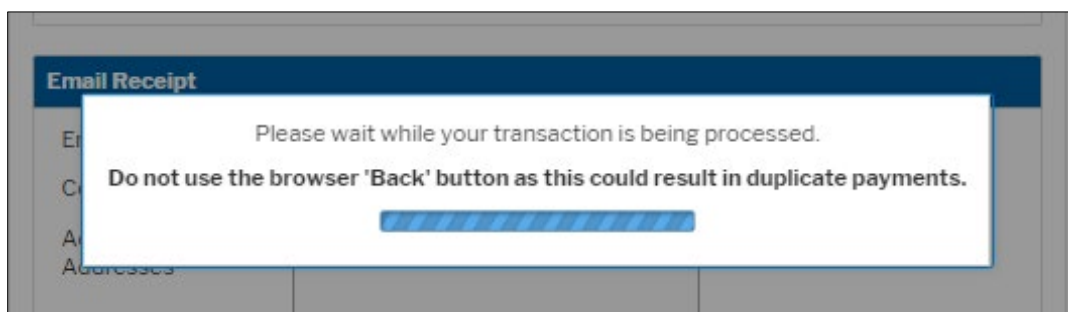 Email Receipt
Please wait while your transaction is being processed.
Do not use the browser 'Back' button as this could result in duplicate payments.
Addresses